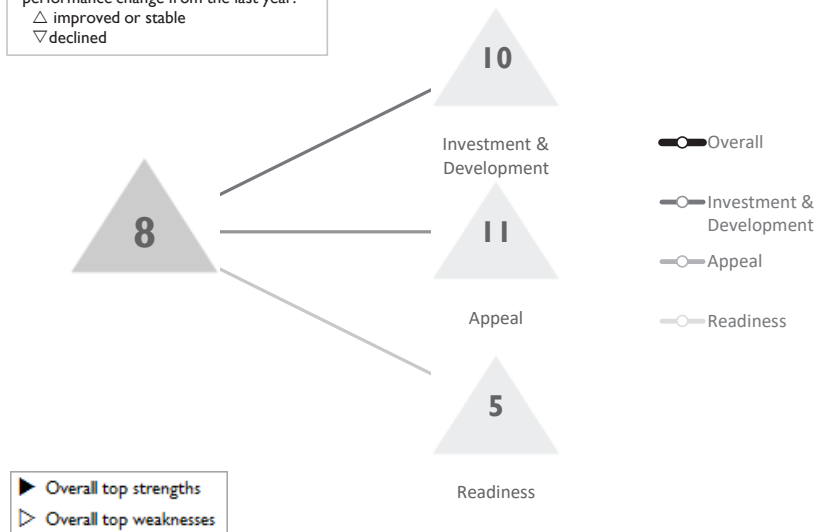 performance change from the last year:
△ improved or stable
▽ declined
10
Investment &
Development
8
11
Appeal
5
Readiness
Overall
Investment &
Development
Appeal
Readiness
▶ Overall top strengths
▷ Overall top weaknesses